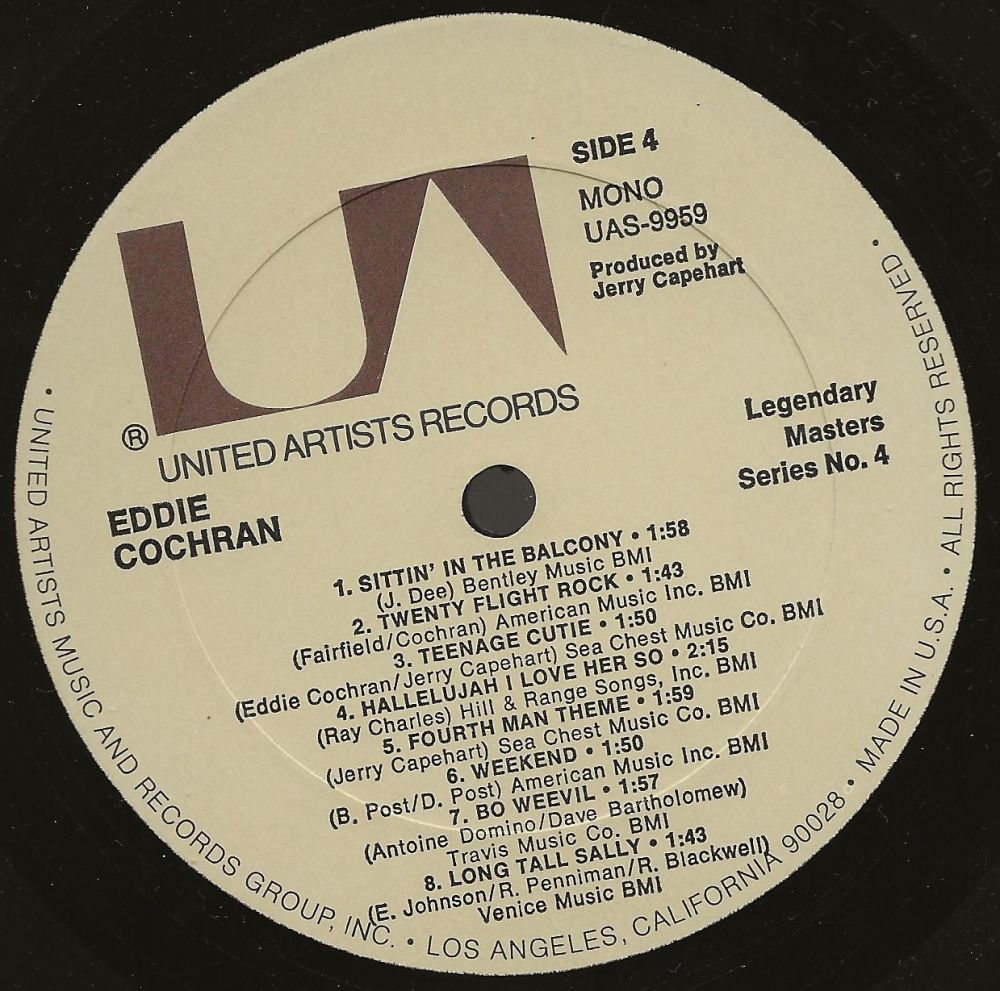 SIDE 4
MONO
UAS-9959
Produced by
Jerry Capehart
UA
®
UNITED ARTISTS RECORDS
Legendary
Masters
Series No. 4
EDDIE
COCHRAN
1. SITTIN' IN THE BALCONY • 1:58
(J. Dee) Bentley Music BMI
2. TWENTY FLIGHT ROCK • 1:43
(Fairfield/Cochran) American Music Inc. BMI
3. TEENAGE CUTIE • 1:50
(Eddie Cochran/Jerry Capehart) Sea Chest Music Co. BMI
4. HALLELUJAH I LOVE HER SO • 2:15
(Ray Charles) Hill & Range Songs, Inc. BMI
5. FOURTH MAN THEME • 1:59
(Jerry Capehart) Sea Chest Music Co. BMI
6. WEEKEND • 1:50
(B. Post/D. Post) American Music Inc. BMI
7. BO WEEVIL • 1:57
(Antoine Domino/Dave Bartholomew)
Travis Music Co. BMI
8. LONG TALL SALLY • 1:43
(E. Johnson/R. Penniman/R. Blackwell)
Venice Music BMI
• UNITED ARTISTS MUSIC AND RECORDS GROUP, INC. • LOS ANGELES, CALIFORNIA 90028 • MADE IN U.S.A. • ALL RIGHTS RESERVED •